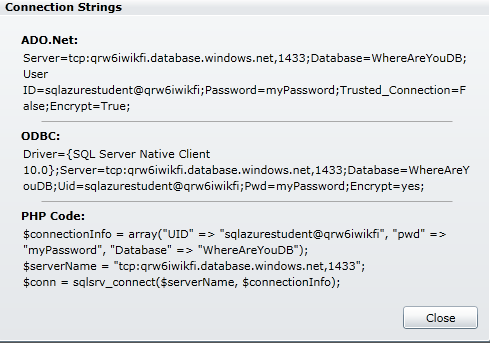 Connection Strings
ADO.Net:
Server=tcp:qrw6iwikfi.database.windows.net,1433;Database=WhereAreYouDB;
User
ID=sqlazurestudent@qrw6iwikfi;Password=myPassword;Trusted_Connection=F
alse;Encrypt=True;
ODBC:
Driver={SQL Server Native Client
10.0};Server=tcp:qrw6iwikfi.database.windows.net,1433;Database=WhereAreY
ouDB;Uid=sqlazurestudent@qrw6iwikfi;Pwd=myPassword;Encrypt=yes;
PHP Code:
$connectionInfo = array("UID" => "sqlazurestudent@qrw6iwikfi", "pwd" =>
"myPassword", "Database" => "WhereAreYouDB");
$serverName = "tcp:qrw6iwikfi.database.windows.net,1433";
$conn = sqlsrv_connect($serverName, $connectionInfo);
Close